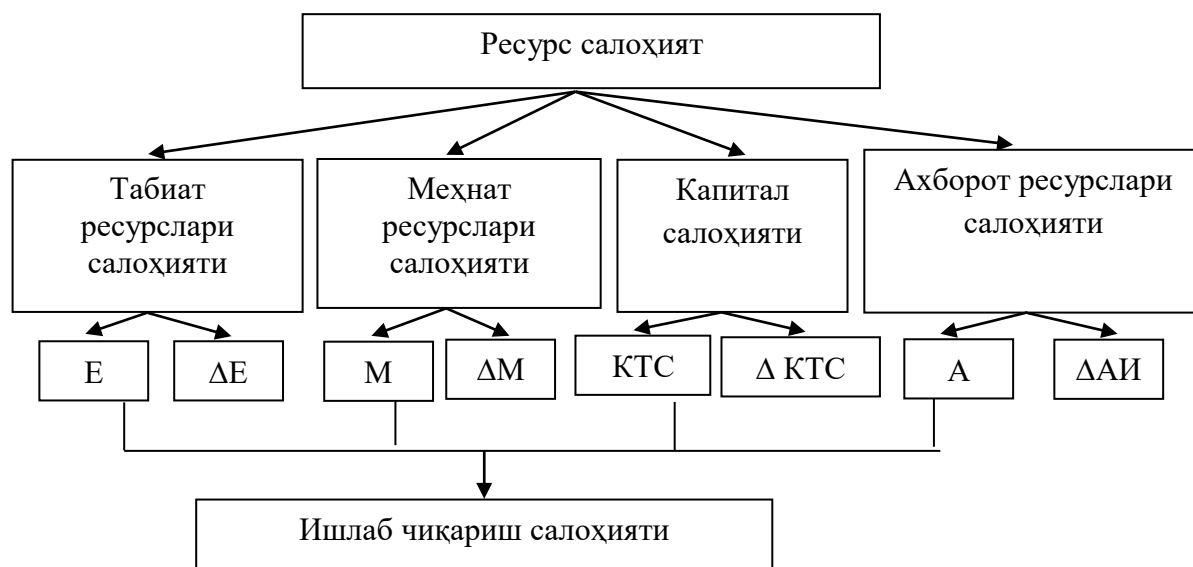 Ресурс салоҳият
Табиат
ресурслари
салоҳияти
Меҳнат
ресурслари
салоҳияти
Капитал
салоҳияти
Ахборот ресурслари
салоҳияти
Е
ΔЕ
М
ΔМ
КТС
Δ КТС
А
ΔАИ
Ишлаб чиқариш салоҳияти